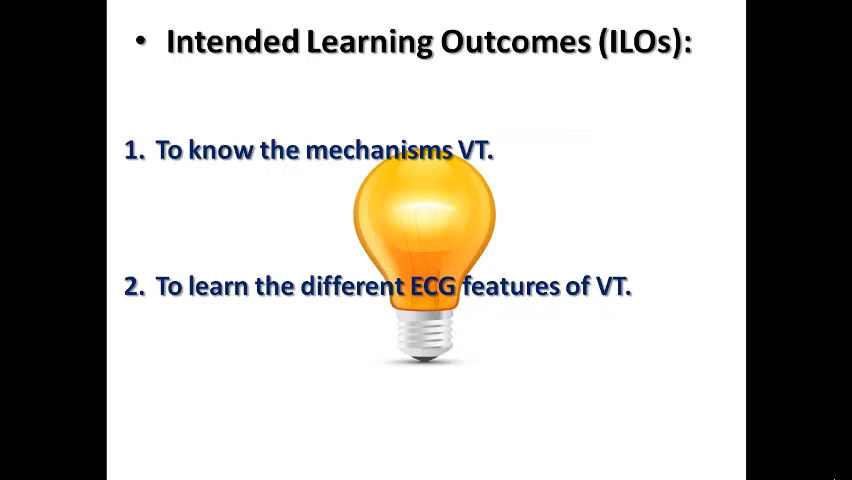 • Intended Learning Outcomes (ILOs):
1. To know the mechanisms VT.
2. To learn the different ECG features of VT.